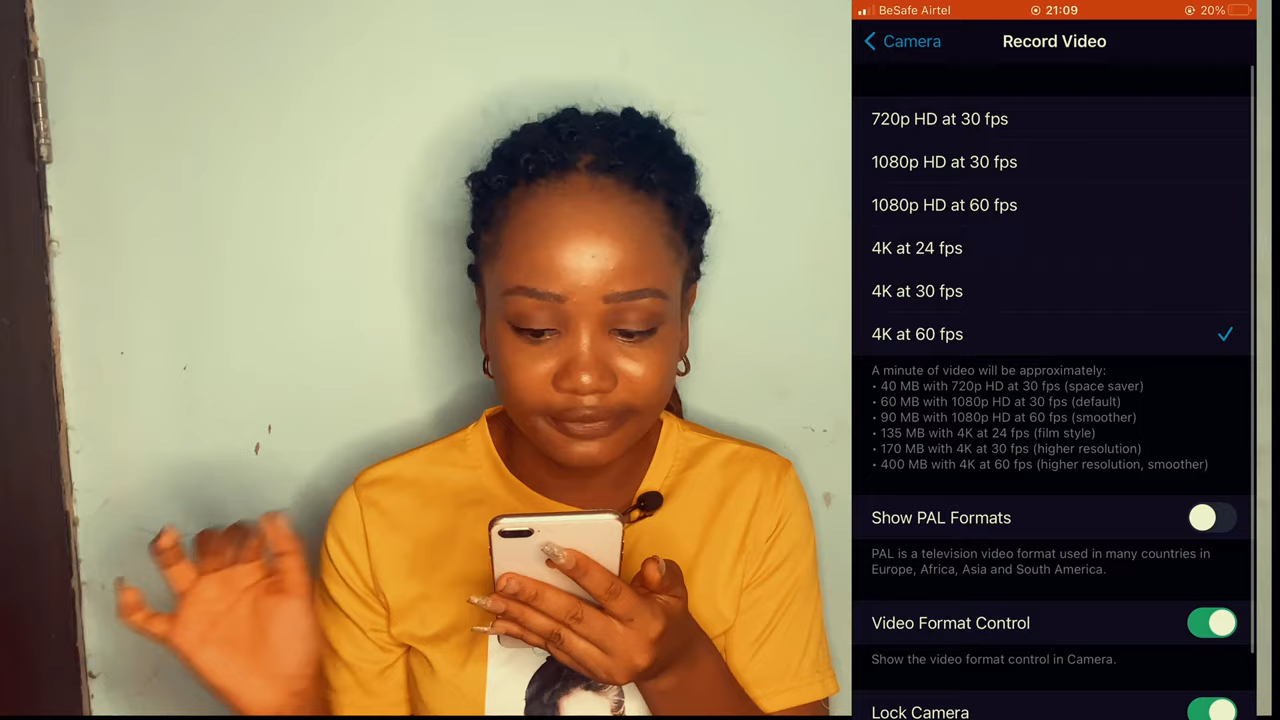 BeSafe Airtel
21:09
20%
Camera
Record Video
720p HD at 30 fps
1080p HD at 30 fps
1080p HD at 60 fps
4K at 24 fps
4K at 30 fps
4K at 60 fps
A minute of video will be approximately:
• 40 MB with 720p HD at 30 fps (space saver)
• 60 MB with 1080p HD at 30 fps (default)
• 90 MB with 1080p HD at 60 fps (smoother)
• 135 MB with 4K at 24 fps (film style)
• 170 MB with 4K at 30 fps (higher resolution)
• 400 MB with 4K at 60 fps (higher resolution, smoother)
Show PAL Formats
PAL is a television video format used in many countries in
Europe, Africa, Asia and South America.
Video Format Control
Show the video format control in Camera.
Lock Camera